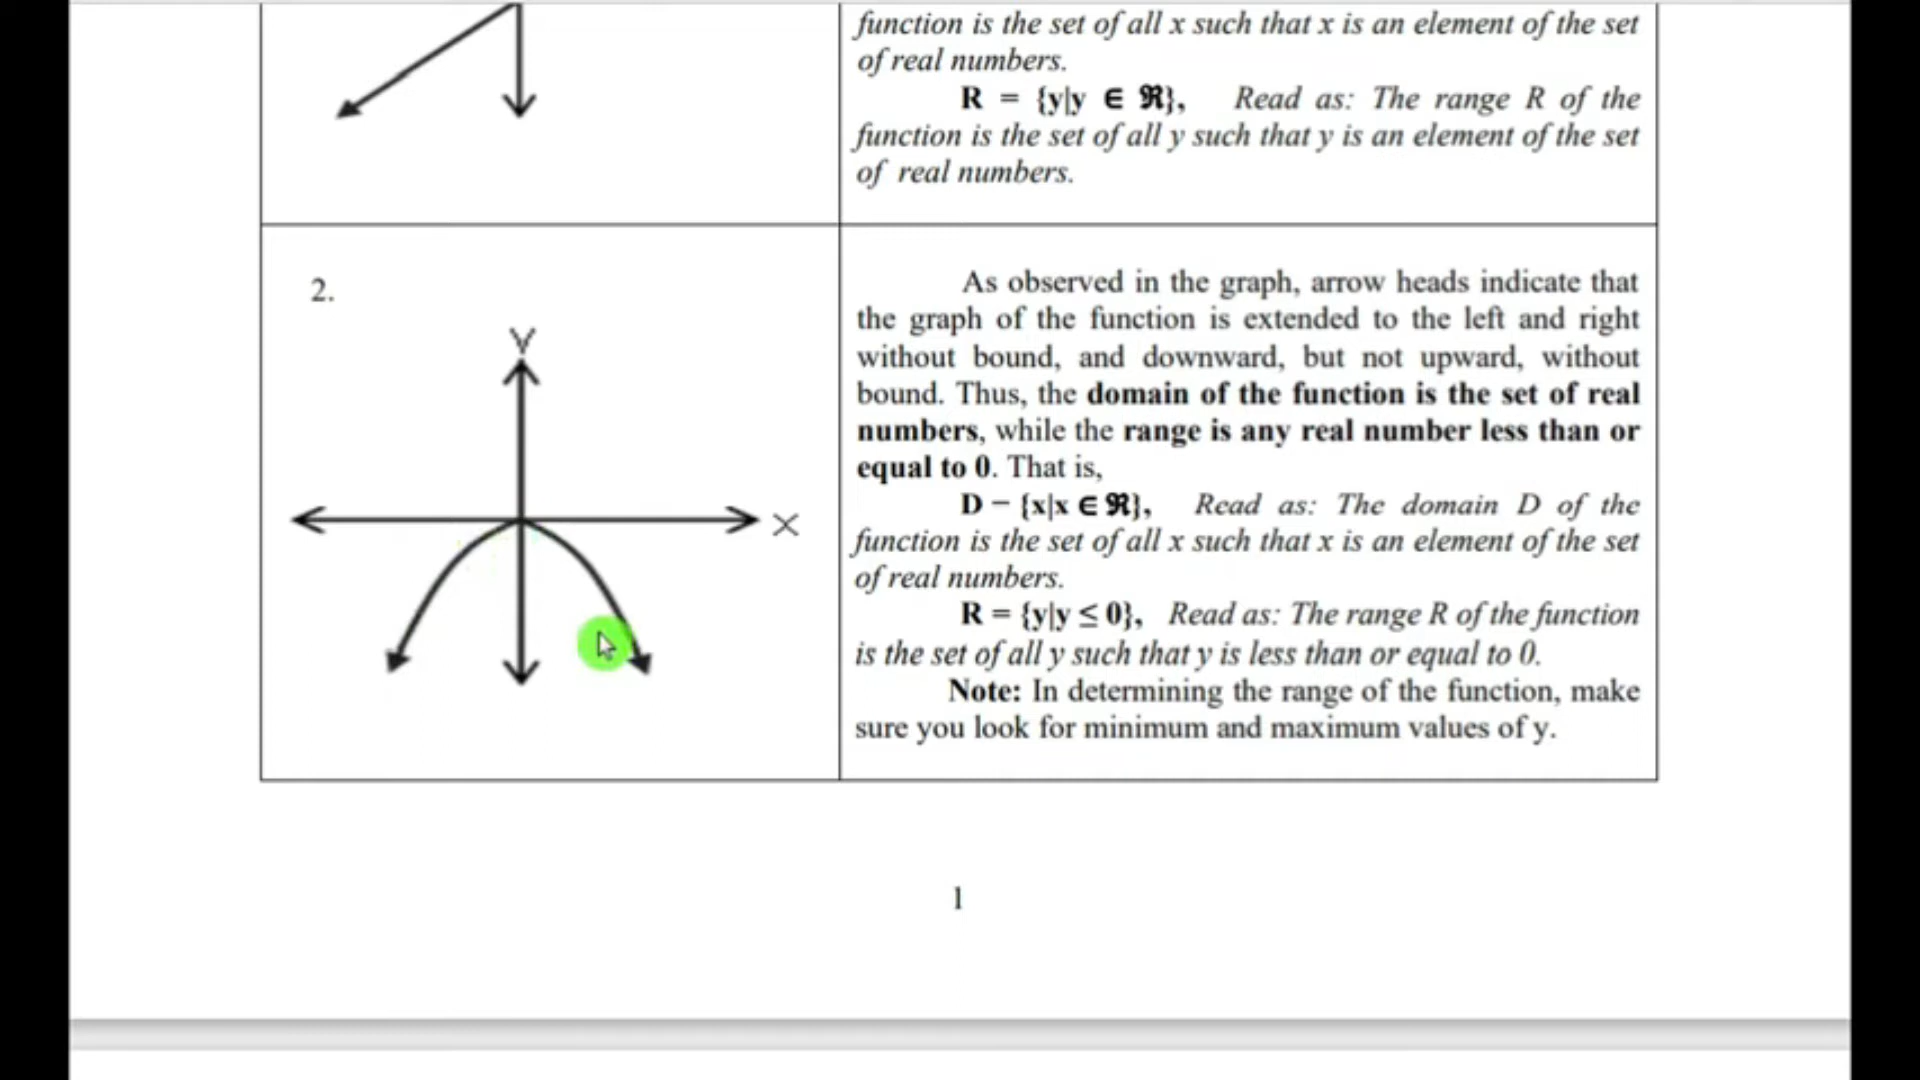 function is the set of all x such that x is an element of the set
of real numbers.
R = {y|y ∈ ℜ}, Read as: The range R of the
function is the set of all y such that y is an element of the set
of real numbers.
2.
Y
X
As observed in the graph, arrow heads indicate that
the graph of the function is extended to the left and right
without bound, and downward, but not upward, without
bound. Thus, the domain of the function is the set of real
numbers, while the range is any real number less than or
equal to 0. That is,
D = {x|x ∈ ℜ}, Read as: The domain D of the
function is the set of all x such that x is an element of the set
of real numbers.
R = {y|y ≤ 0}, Read as: The range R of the function
is the set of all y such that y is less than or equal to 0.
Note: In determining the range of the function, make
sure you look for minimum and maximum values of y.
1